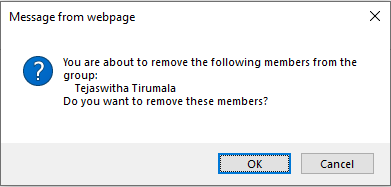 Message from webpage
You are about to remove the following members from the
group:
Tejaswitha Tirumala
Do you want to remove these members?
OK
Cancel